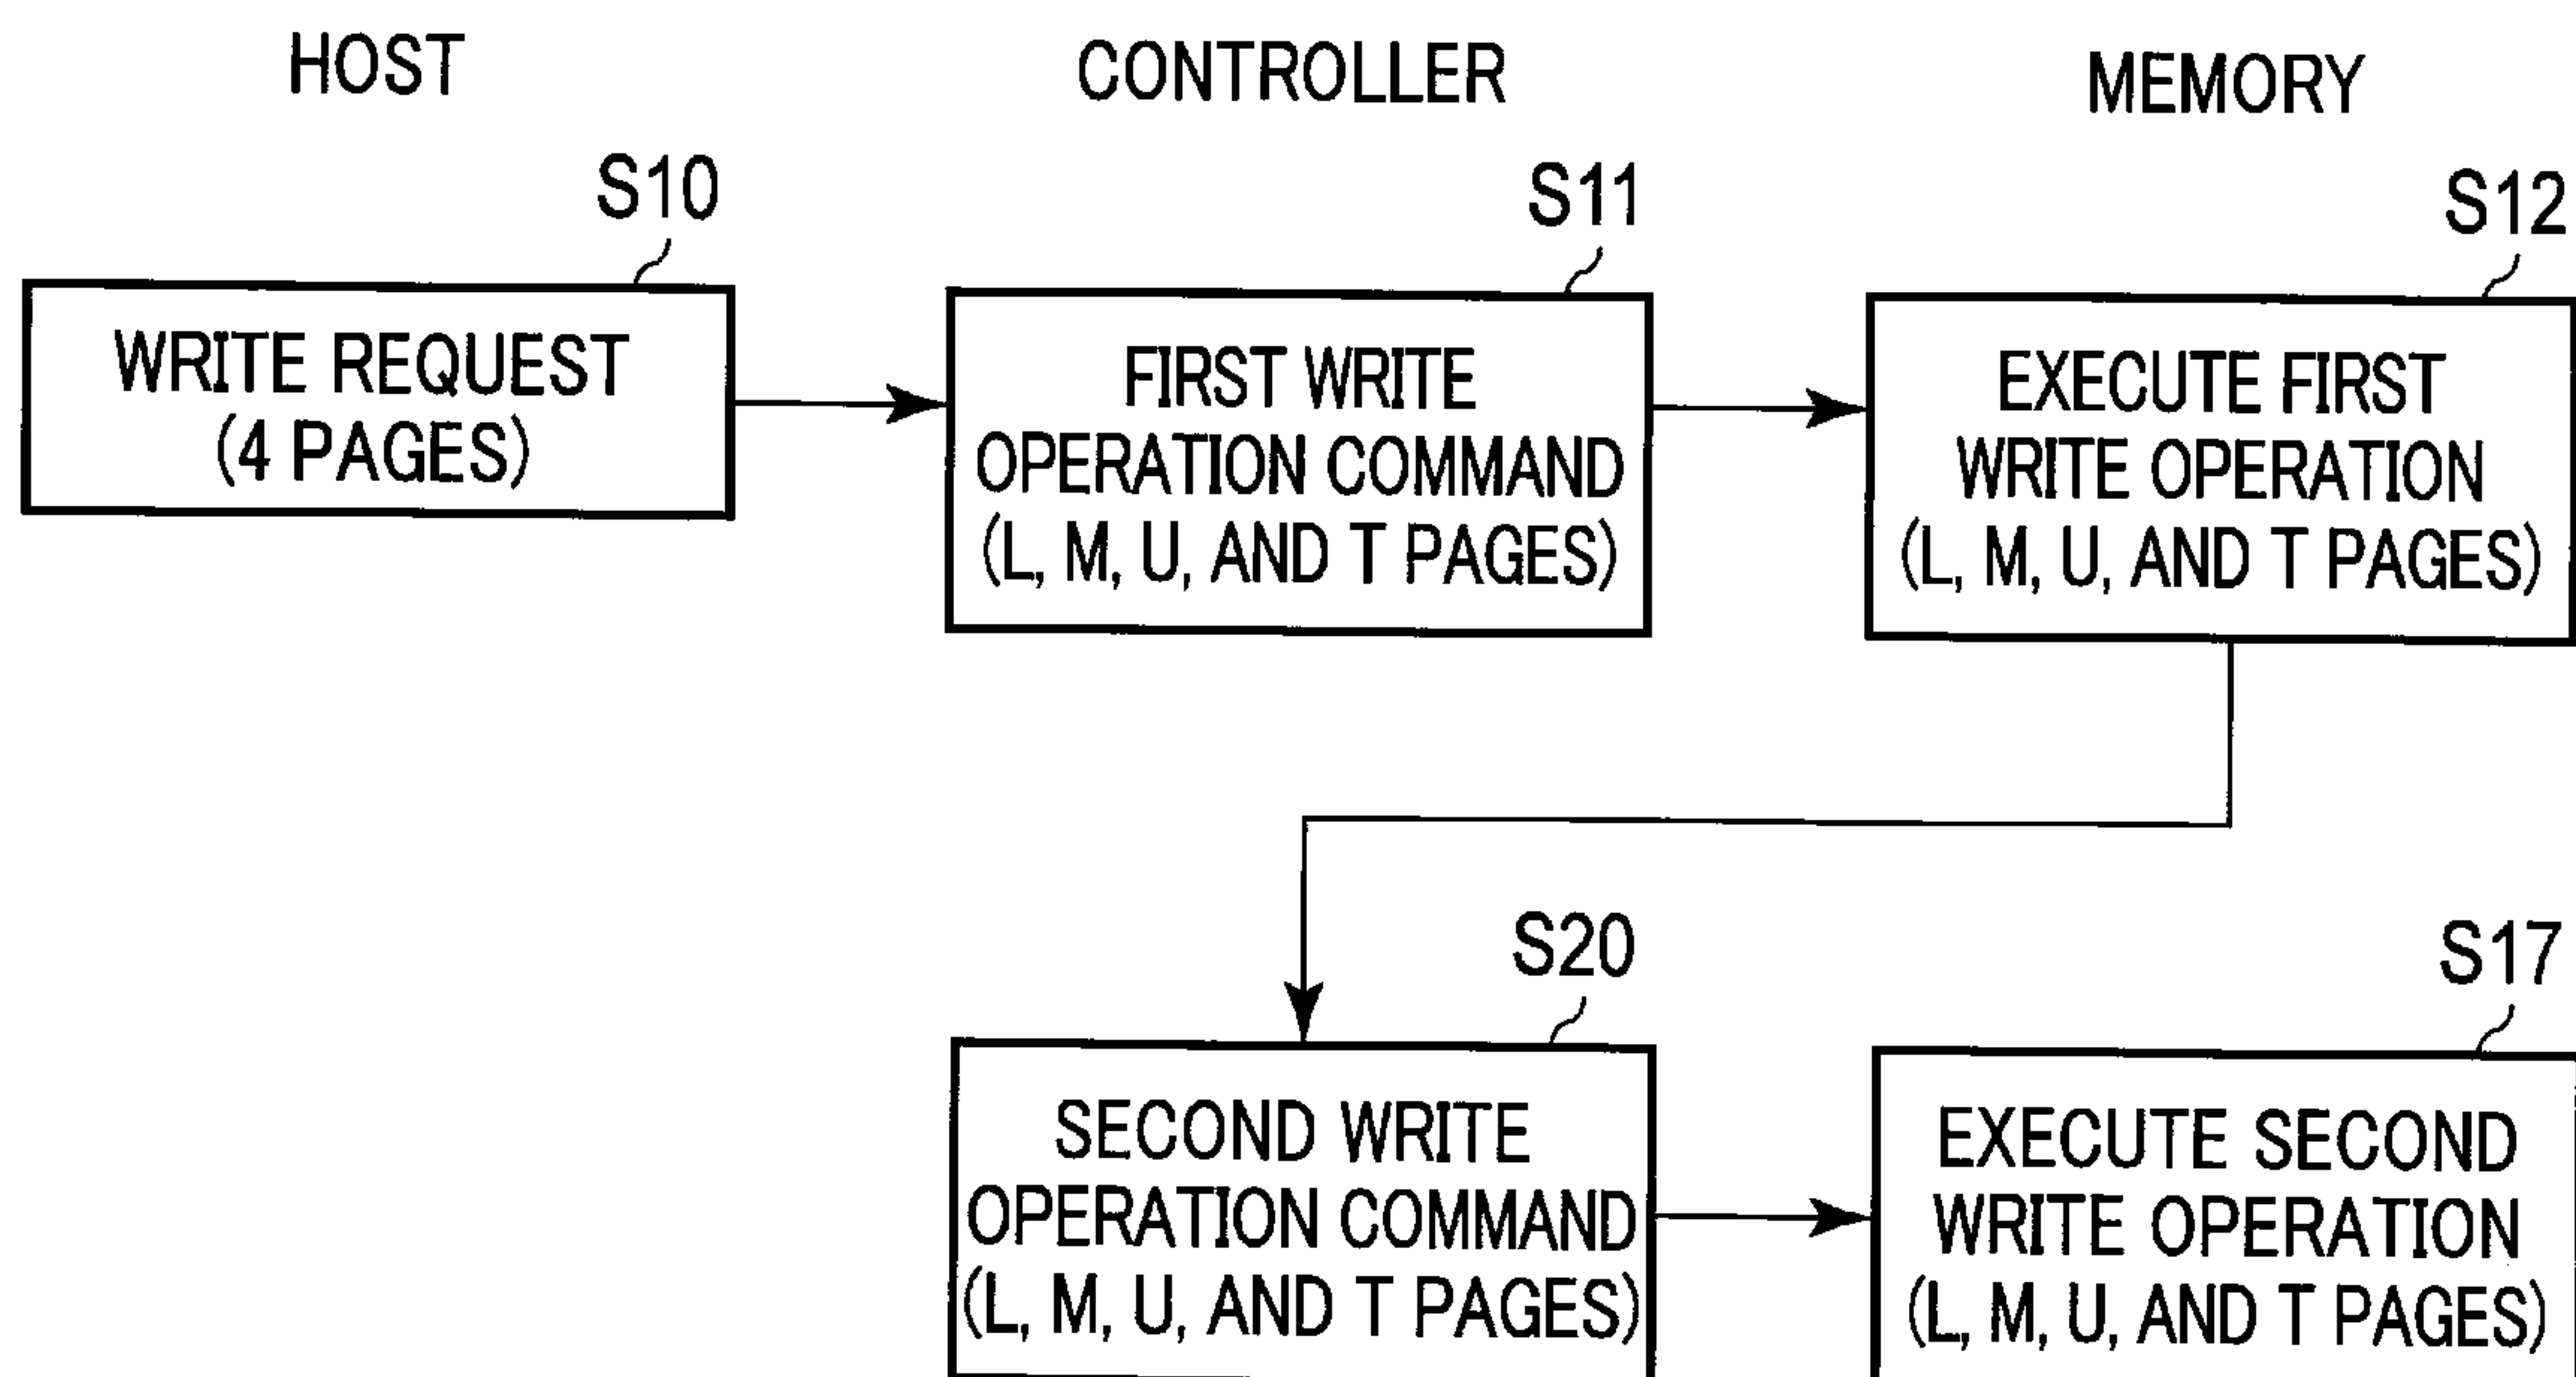 HOST
CONTROLLER
MEMORY
S10
S11
S12
WRITE REQUEST
(4 PAGES)
FIRST WRITE
OPERATION COMMAND
(L, M, U, AND T PAGES)
EXECUTE FIRST
WRITE OPERATION
(L, M, U, AND T PAGES)
S20
S17
SECOND WRITE
OPERATION COMMAND
(L, M, U, AND T PAGES)
EXECUTE SECOND
WRITE OPERATION
(L, M, U, AND T PAGES)